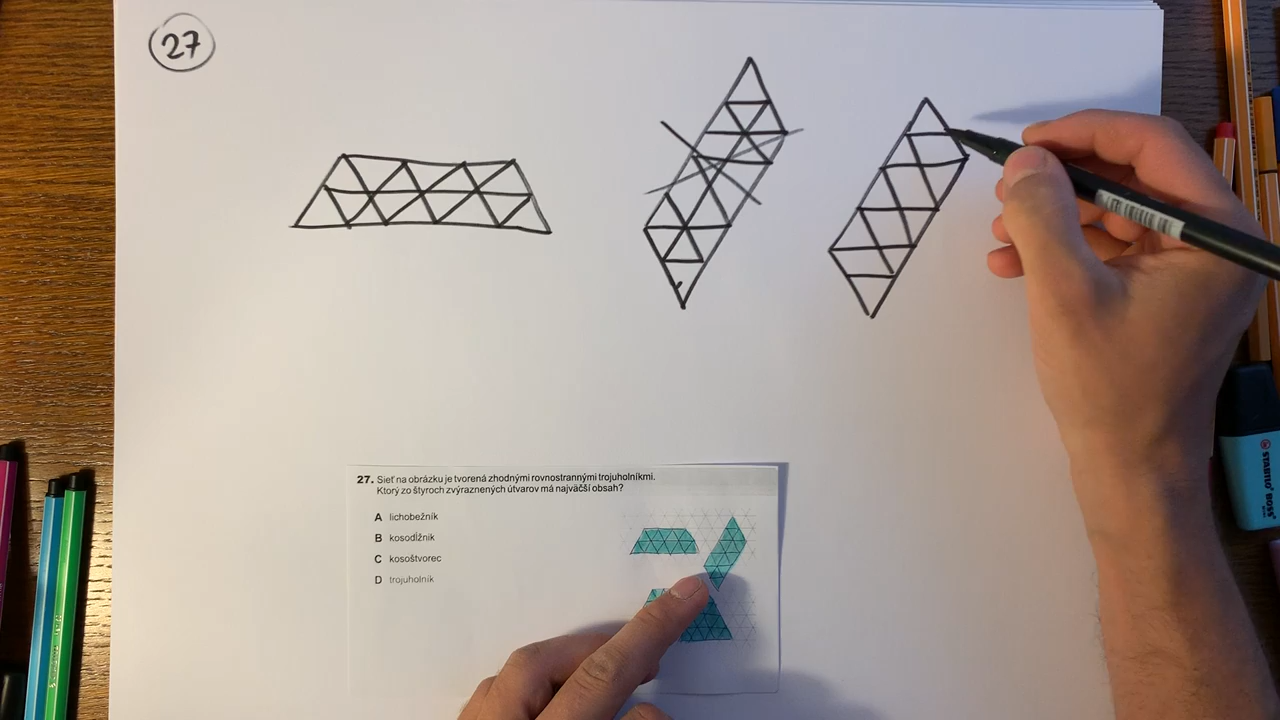 27
27. Sieť na obrázku je tvorená zhodnými rovnostrannými trojuholníkmi.
Ktorý zo štyroch zvýraznených útvarov má najväčší obsah?
A lichobežník
B kosodĺžnik
C kosoštvorec
D trojuholník
STABILO BOSS